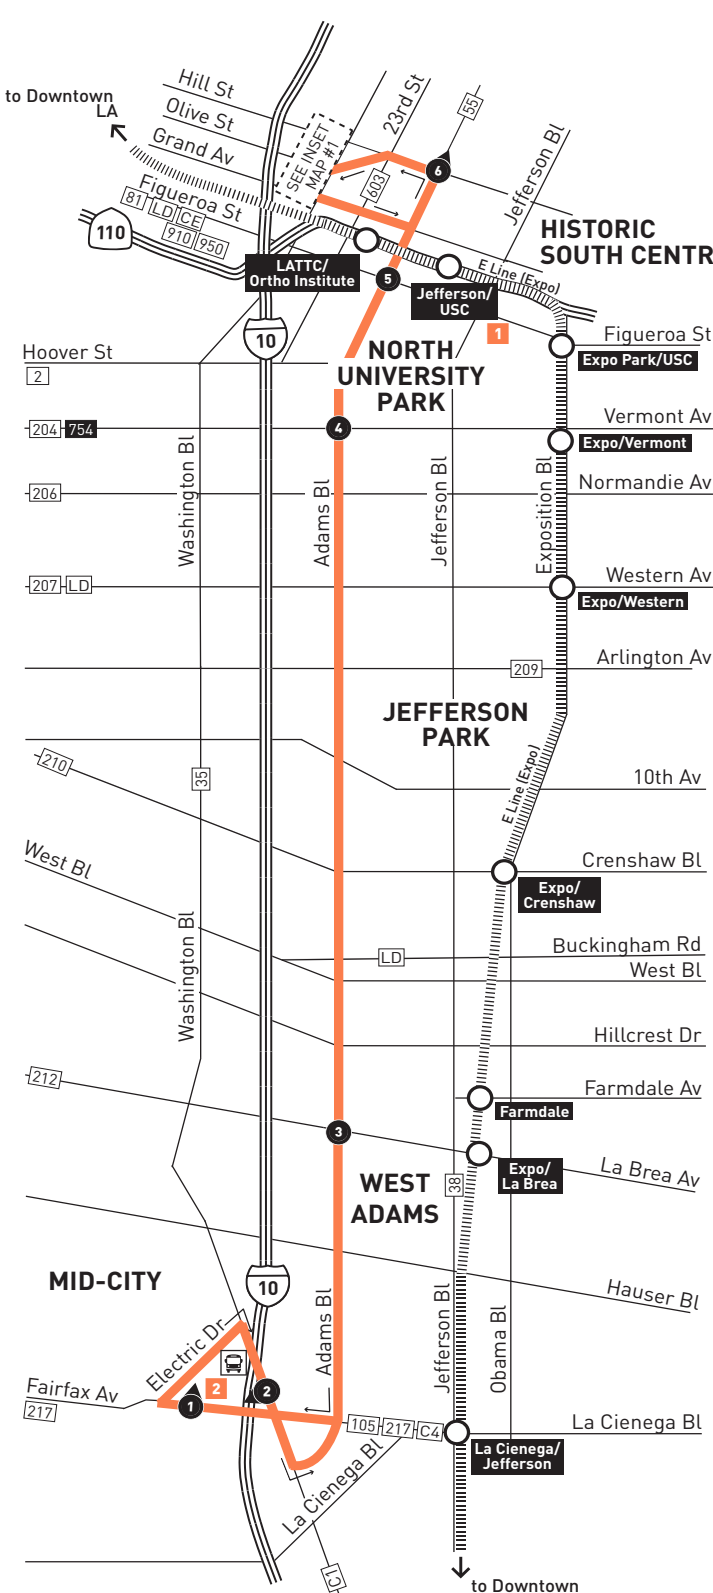 Hill St
to Downtown
LA
Olive St
Grand Av
23rd St
55
SEE INSET
MAP #1
Jefferson Bl
6
603
Figueroa St
81
LD
CE
910
950
110
HISTORIC
SOUTH CENTR
LATTC/
Ortho Institute
E Line (Expo)
5
Jefferson/
USC
1
10
Figueroa St
Hoover St
2
NORTH
UNIVERSITY
PARK
Expo Park/USC
Vermont Av
204
754
4
Expo/Vermont
Washington Bl
Adams Bl
Jefferson Bl
Exposition Bl
Normandie Av
206
Western Av
207
LD
Expo/Western
Arlington Av
209
JEFFERSON
PARK
210
35
E Line (Expo)
10th Av
West Bl
Crenshaw Bl
Expo/
Crenshaw
Washington Bl
Buckingham Rd
LD
West Bl
Hillcrest Dr
212
Farmdale Av
Farmdale
3
Expo/
La Brea
La Brea Av
38
WEST
ADAMS
MID-CITY
10
Hauser Bl
Electric Dr
Adams Bl
Jefferson Bl
Obama Bl
Fairfax Av
217
1
2
2
105
217
C4
La Cienega Bl
La Cienega/
Jefferson
La Cienega Bl
C1
to Downtown